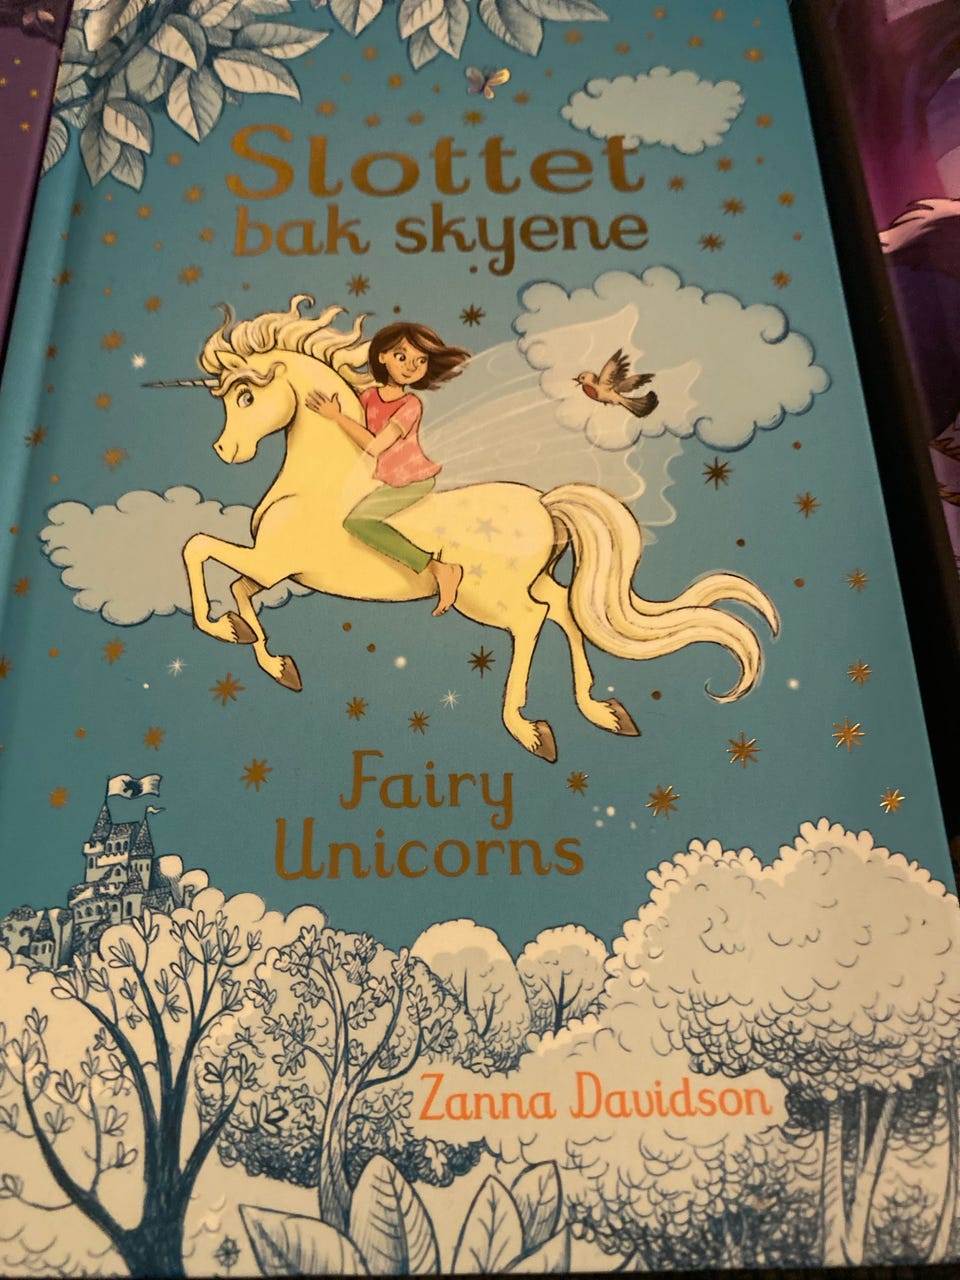 Slottet
bak skyene
Fairy
Unicorns
Zanna Davidson